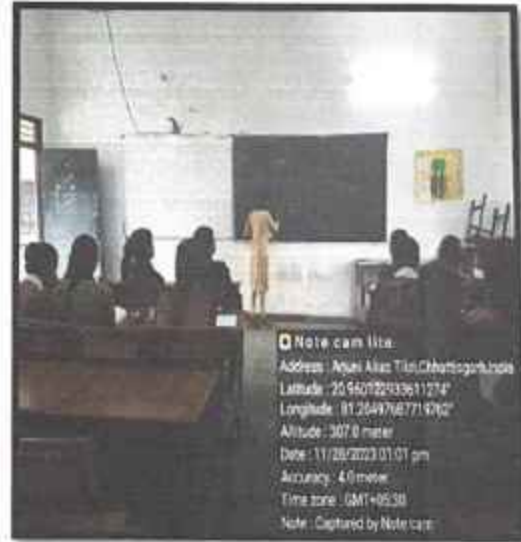 Note cam lite
Address : Arjuni Alias Tikri,Chhattisgarh,India
Latitude : 20.960122933611274°
Longitude : 81.20497687719762°
Altitude : 307.0 meter
Date : 11/28/2023 01:01 pm
Accuracy : 4.0 meter
Time zone : GMT+05:30
Note : Captured by Note cam